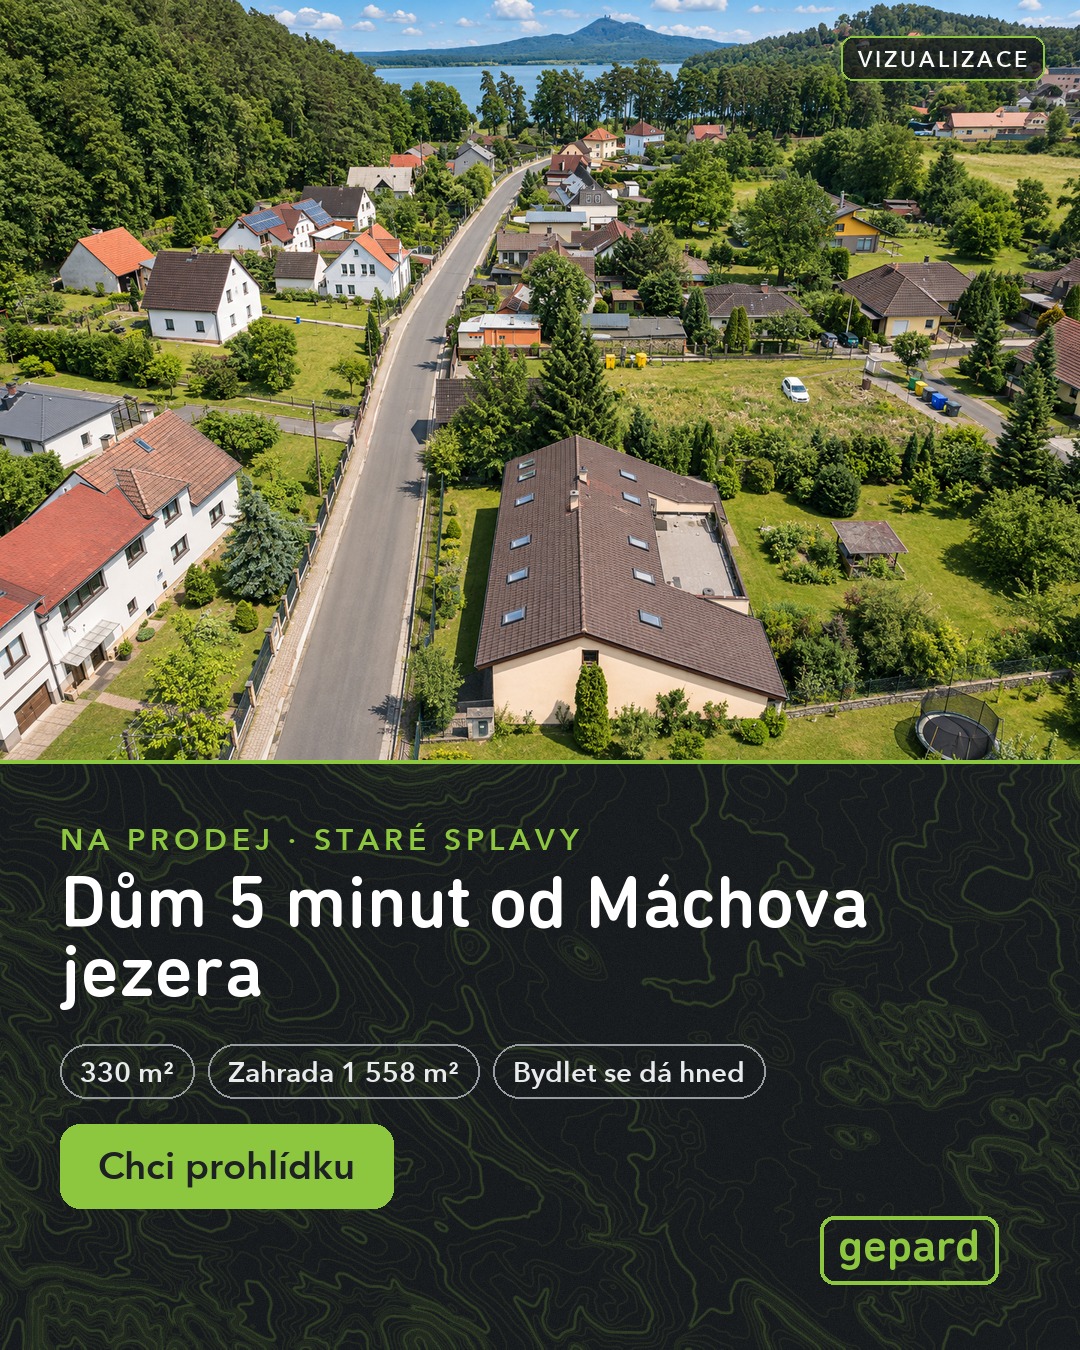 VIZUALIZACE
NA PRODEJ · STARÉ SPLAVY
Dům 5 minut od Máchova
jezera
330 m²
Zahrada 1 558 m²
Bydlet se dá hned
Chci prohlídku
gepard